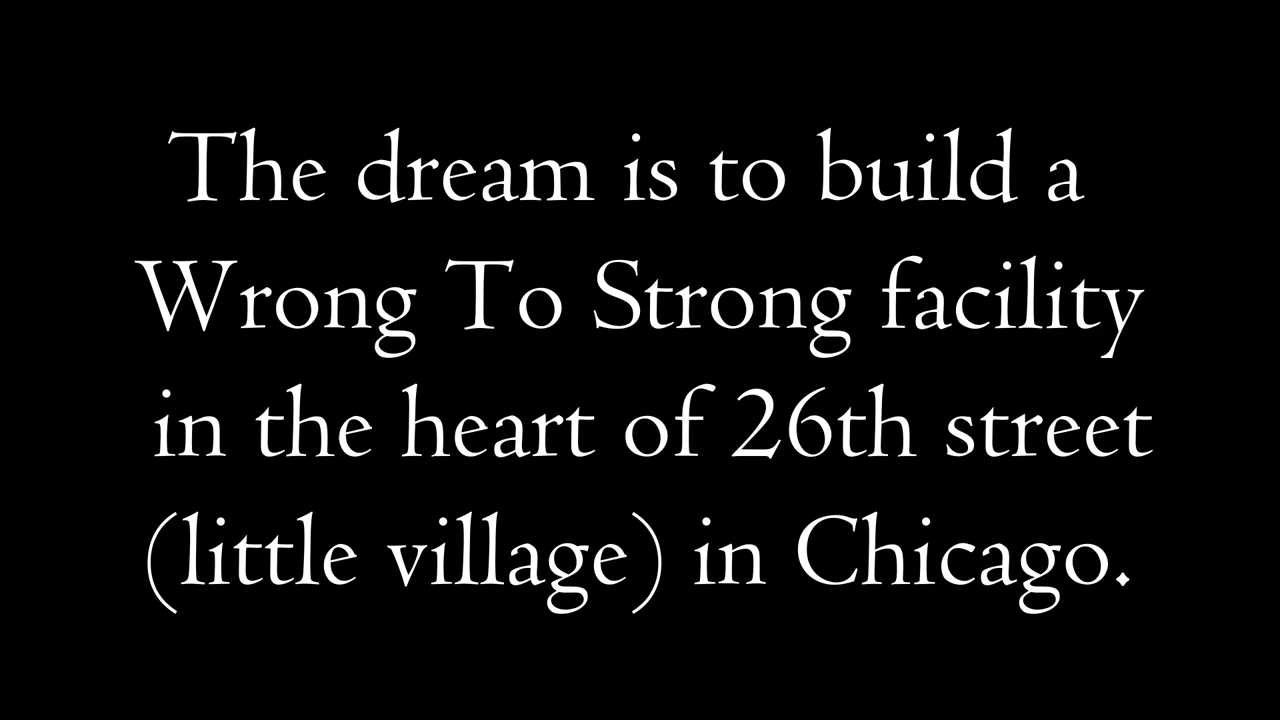 The dream is to build a
Wrong To Strong facility
in the heart of 26th street
(little village) in Chicago.